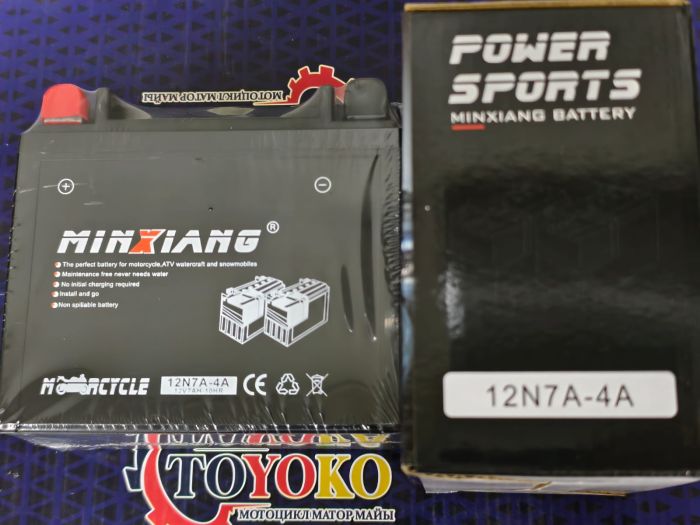 МОТОЦИКЛ МАТОР МАЙЫ
POWER
SPORTS
MINXIANG BATTERY
+
−
MINXIANG®
The perfect battery for motorcycle,ATV watercraft and snowmobiles
Maintenance free never needs water
No initial charging required
Install and go
Non spillable battery
MOTORCYCLE
12N7A-4A
12V7AH-10HR
CE
12N7A-4A
TOYOKO
МОТОЦИКЛ МАТОР МАЙЫ